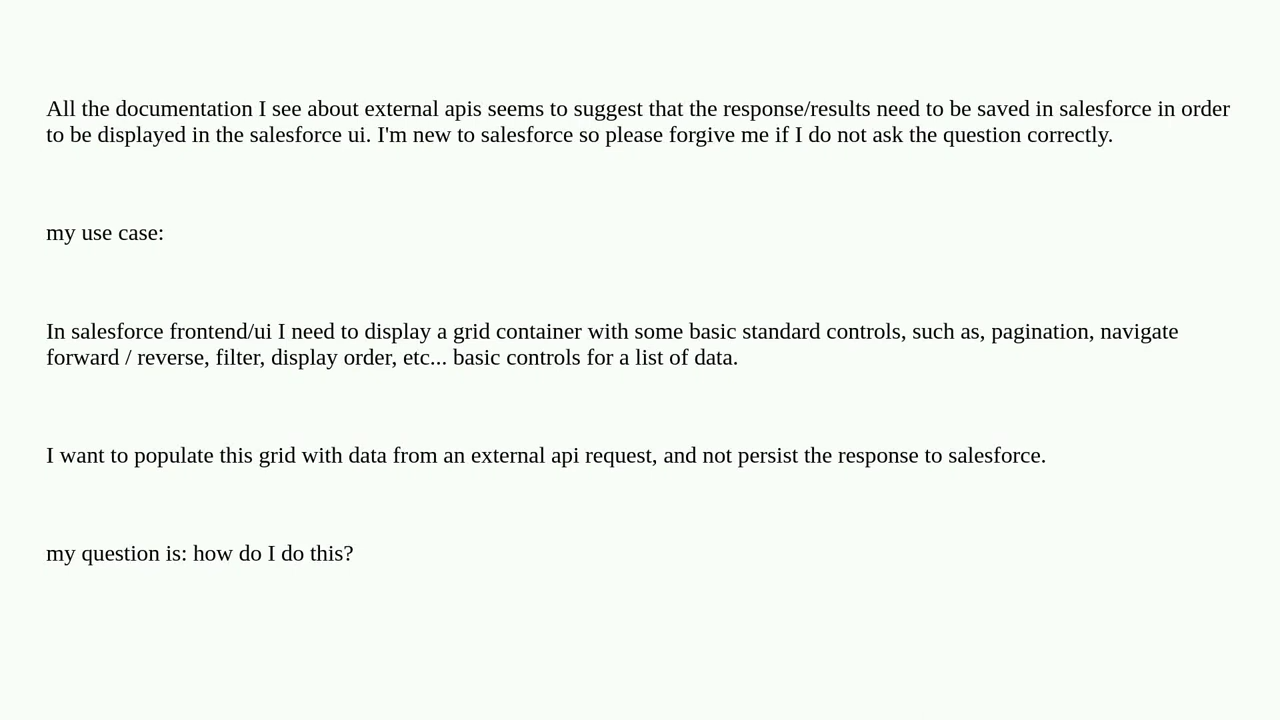 All the documentation I see about external apis seems to suggest that the response/results need to be saved in salesforce in order
to be displayed in the salesforce ui. I'm new to salesforce so please forgive me if I do not ask the question correctly.
my use case:
In salesforce frontend/ui I need to display a grid container with some basic standard controls, such as, pagination, navigate
forward / reverse, filter, display order, etc... basic controls for a list of data.
I want to populate this grid with data from an external api request, and not persist the response to salesforce.
my question is: how do I do this?